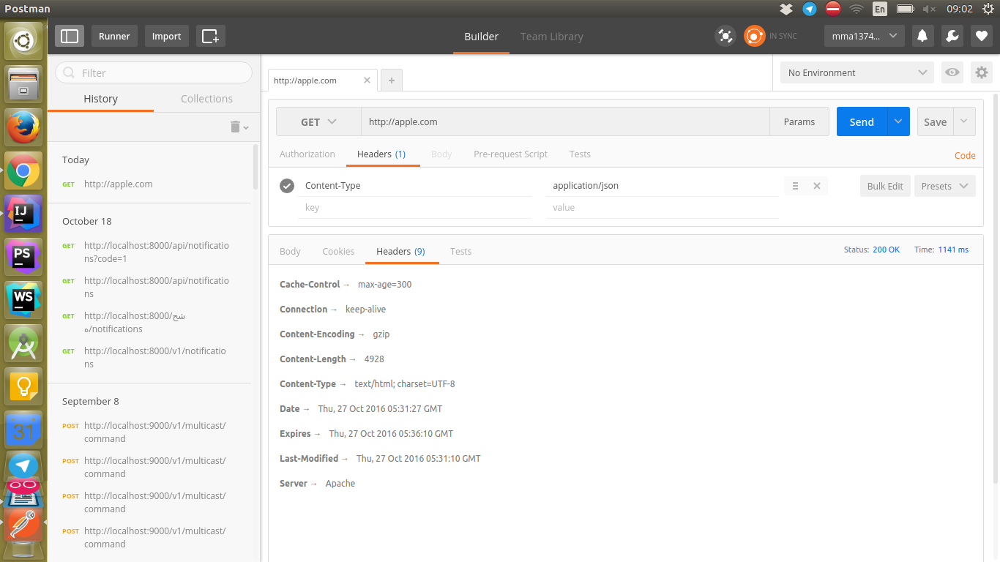 Postman
En
09:02
Runner
Import
Builder
Team Library
IN SYNC
mma1374...
Filter
History
Collections
Today
GET http://apple.com
October 18
GET http://localhost:8000/api/notificatio
ns?code=1
GET http://localhost:8000/api/notification
ns
GET http://localhost:8000/شح
ه/notifications
GET http://localhost:8000/v1/notificatio
ns
September 8
POST http://localhost:9000/v1/multicast/
command
POST http://localhost:9000/v1/multicast/
command
POST http://localhost:9000/v1/multicast/
command
POST http://localhost:9000/v1/multicast/
command
IJ
PS
WS
31
http://apple.com
No Environment
GET
http://apple.com
Params
Send
Save
Authorization
Headers (1)
Body
Pre-request Script
Tests
Code
Content-Type
application/json
Bulk Edit
Presets
key
value
Body
Cookies
Headers (9)
Tests
Status: 200 OK
Time: 1141 ms
Cache-Control → max-age=300
Connection → keep-alive
Content-Encoding → gzip
Content-Length → 4928
Content-Type → text/html; charset=UTF-8
Date → Thu, 27 Oct 2016 05:31:27 GMT
Expires → Thu, 27 Oct 2016 05:36:10 GMT
Last-Modified → Thu, 27 Oct 2016 05:31:10 GMT
Server → Apache